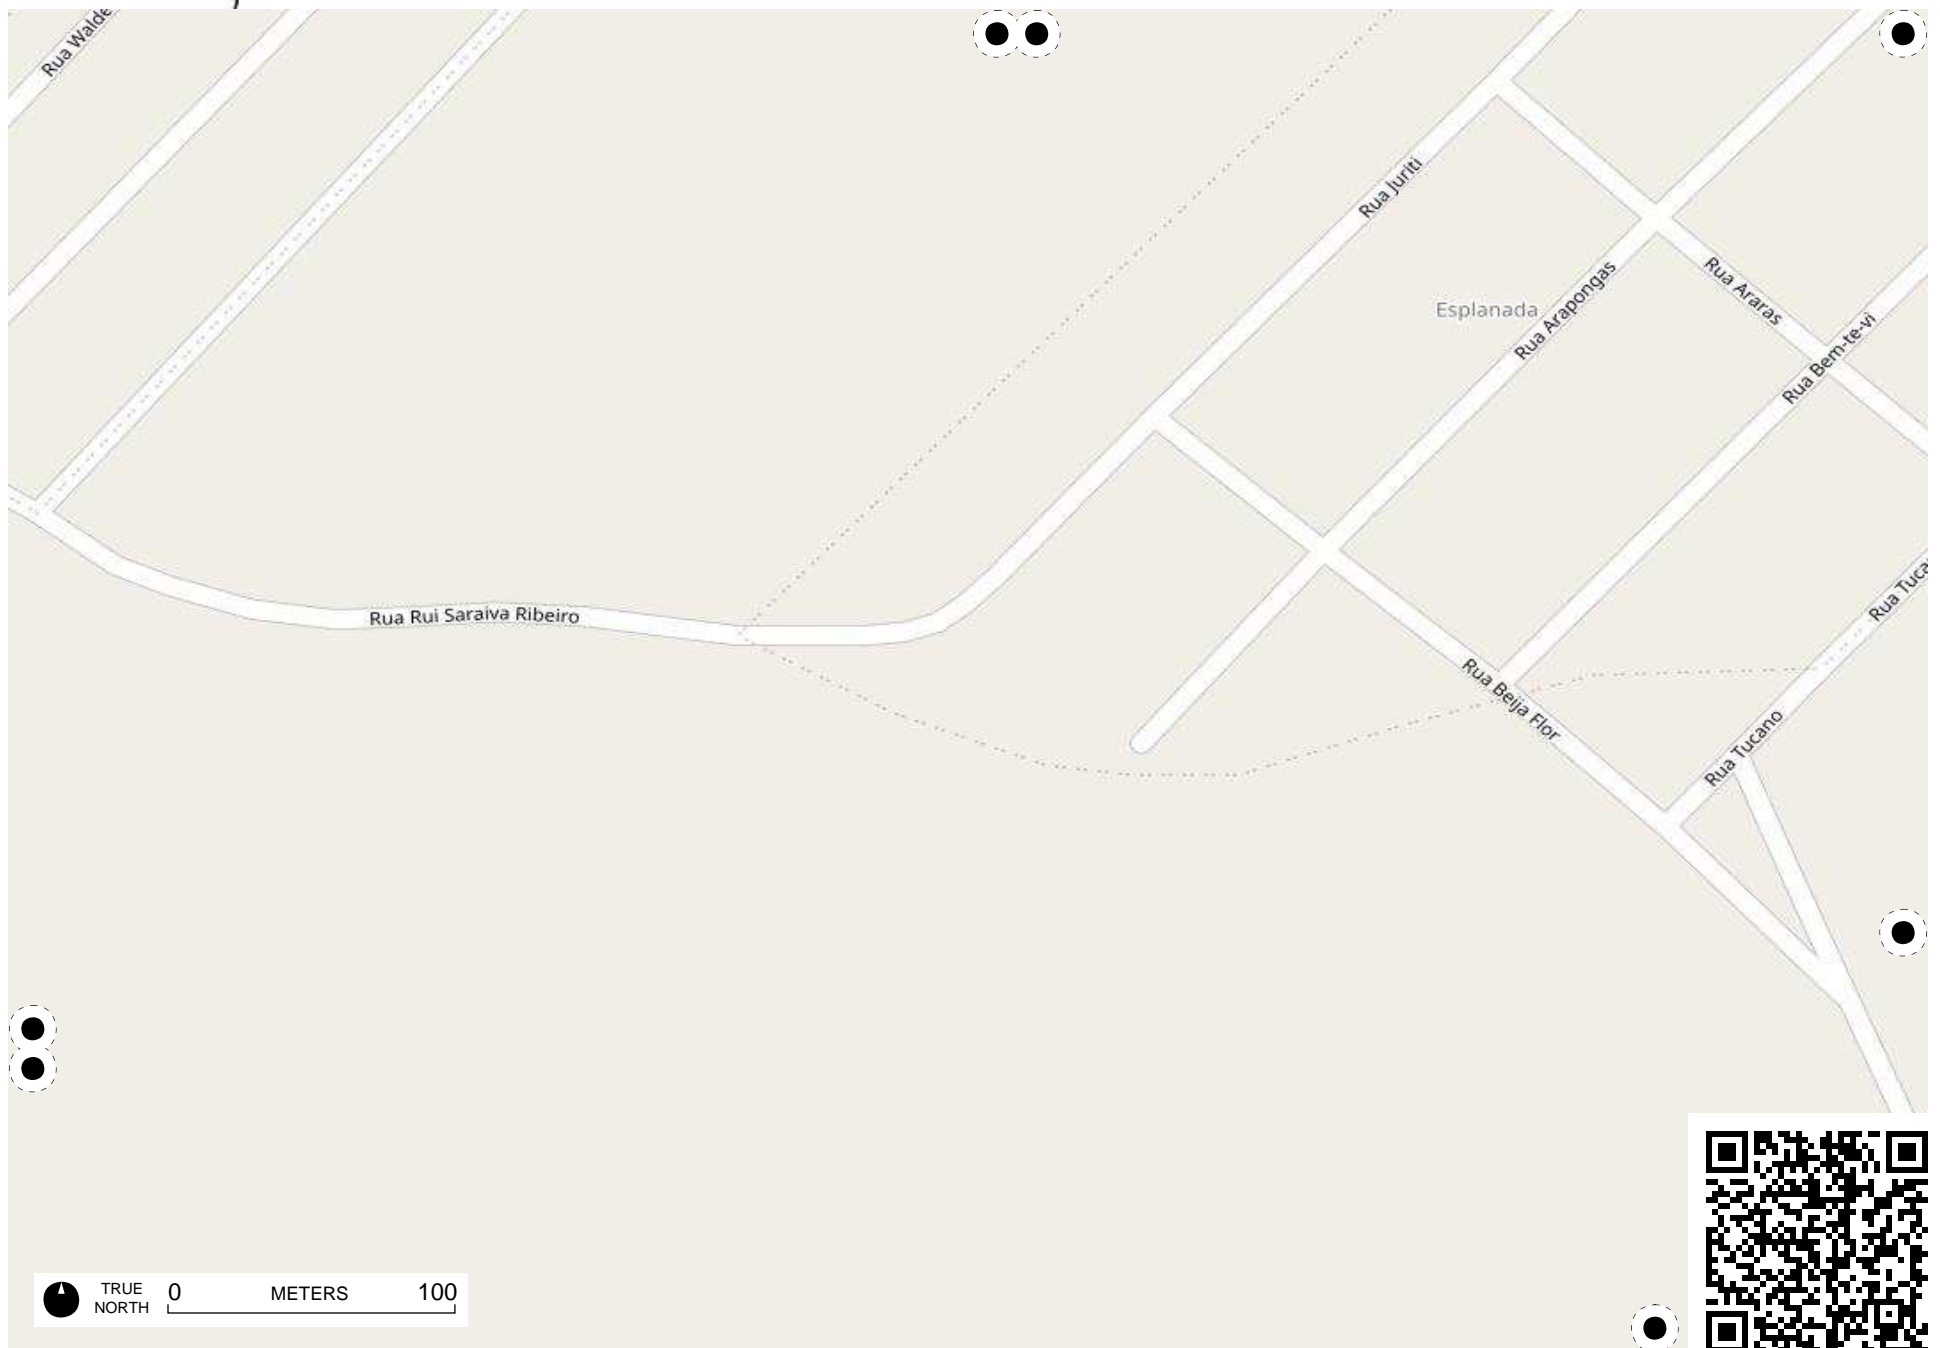 Rua Walde
Rua Juriti
Esplanada
Rua Arapongas
Rua Araras
Rua Bem-te-vi
Rua Tuca
Rua Rui Saraiva Ribeiro
Rua Beija Flor
Rua Tucano
TRUE
NORTH
0 METERS 100